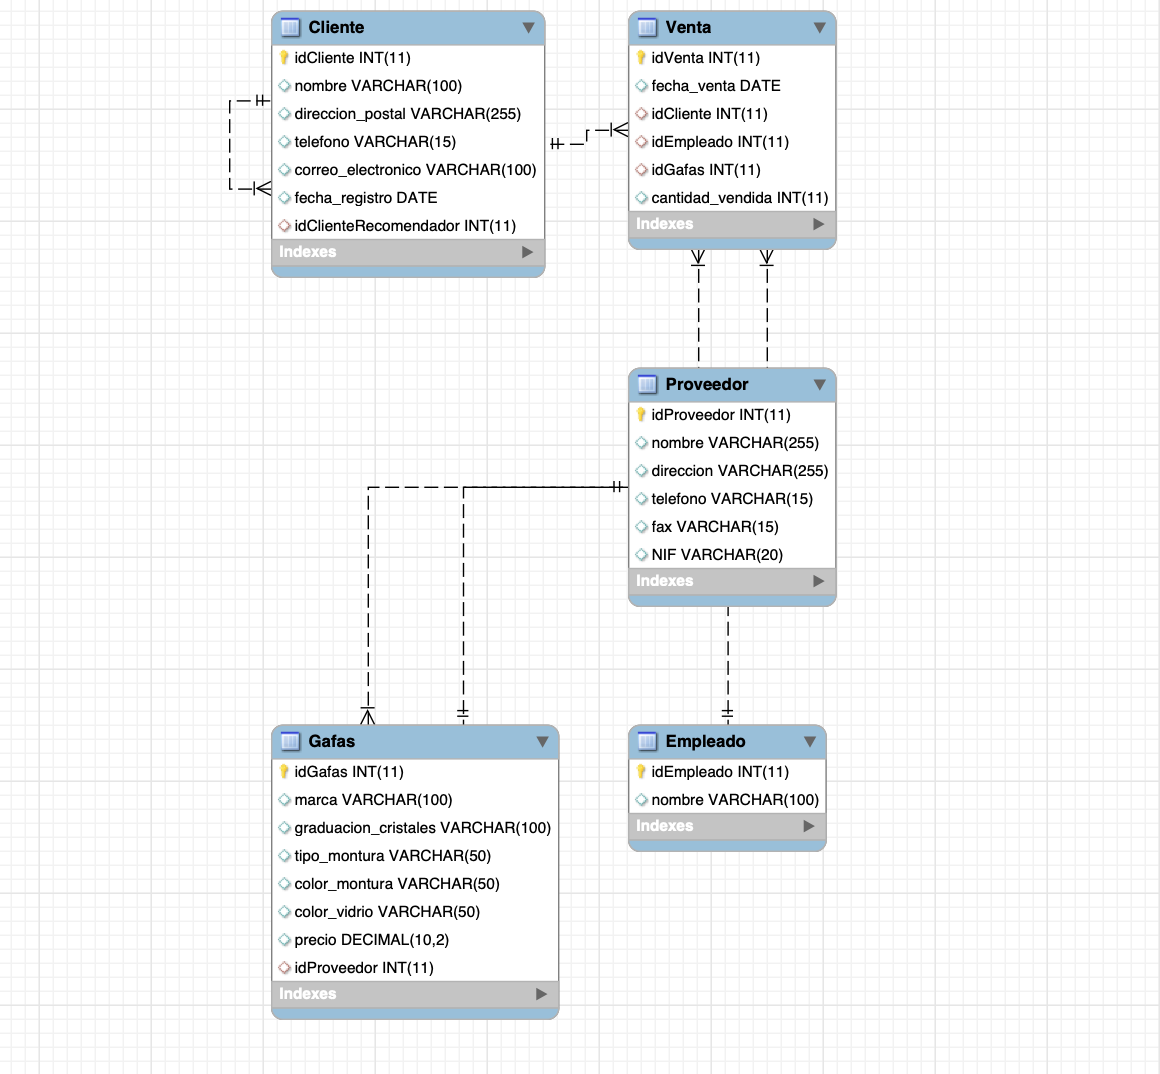 Cliente
idCliente INT(11)
nombre VARCHAR(100)
direccion_postal VARCHAR(255)
telefono VARCHAR(15)
correo_electronico VARCHAR(100)
fecha_registro DATE
idClienteRecomendador INT(11)
Indexes
Venta
idVenta INT(11)
fecha_venta DATE
idCliente INT(11)
idEmpleado INT(11)
idGafas INT(11)
cantidad_vendida INT(11)
Indexes
Proveedor
idProveedor INT(11)
nombre VARCHAR(255)
direccion VARCHAR(255)
telefono VARCHAR(15)
fax VARCHAR(15)
NIF VARCHAR(20)
Indexes
Gafas
idGafas INT(11)
marca VARCHAR(100)
graduacion_cristales VARCHAR(100)
tipo_montura VARCHAR(50)
color_montura VARCHAR(50)
color_vidrio VARCHAR(50)
precio DECIMAL(10,2)
idProveedor INT(11)
Indexes
Empleado
idEmpleado INT(11)
nombre VARCHAR(100)
Indexes